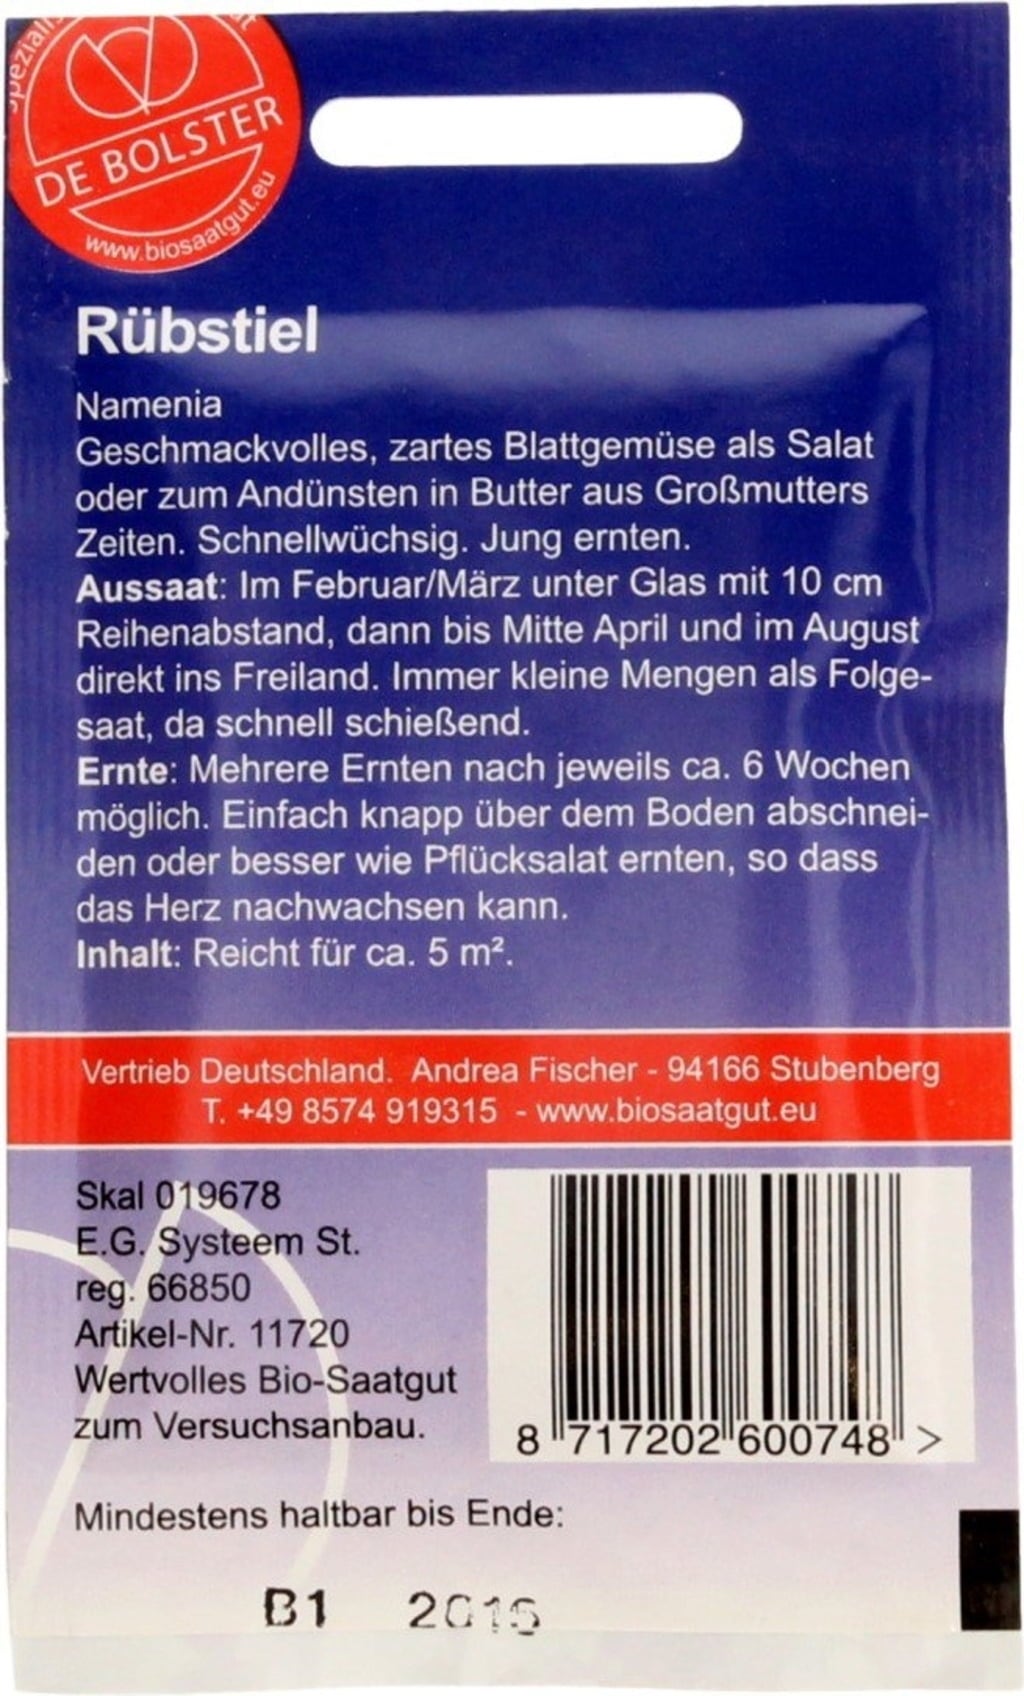 DE BOLSTER
www.biosaatgut.eu
Rübstiel
Namenia
Geschmackvolles, zartes Blattgemüse als Salat
oder zum Andünsten in Butter aus Großmutters
Zeiten. Schnellwüchsig. Jung ernten.
Aussaat: Im Februar/März unter Glas mit 10 cm
Reihenabstand, dann bis Mitte April und im August
direkt ins Freiland. Immer kleine Mengen als Folge-
saat, da schnell schießend.
Ernte: Mehrere Ernten nach jeweils ca. 6 Wochen
möglich. Einfach knapp über dem Boden abschnei-
den oder besser wie Pflücksalat ernten, so dass
das Herz nachwachsen kann.
Inhalt: Reicht für ca. 5 m².
Vertrieb Deutschland. Andrea Fischer - 94166 Stubenberg
T. +49 8574 919315 - www.biosaatgut.eu
Skal 019678
E.G. Systeem St.
reg. 66850
Artikel-Nr. 11720
Wertvolles Bio-Saatgut
zum Versuchsanbau.
8 717202 600748 >
Mindestens haltbar bis Ende:
B1 2016